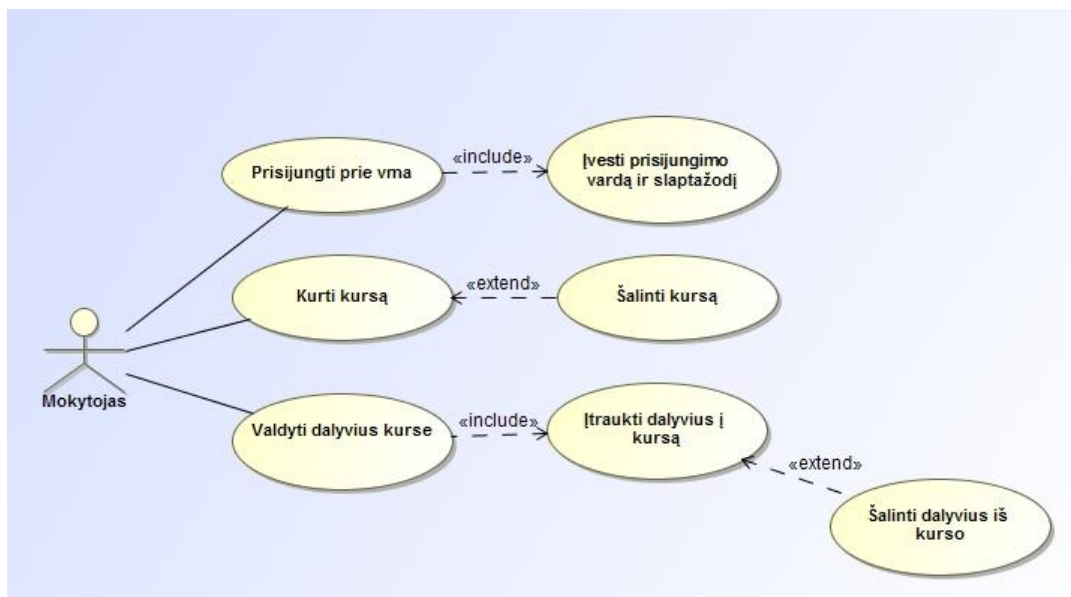 Prisijungti prie vma
«include»
Įvesti prisijungimo
vardą ir slaptažodį
Kurti kursą
«extend»
Šalinti kursą
Mokytojas
Valdyti dalyvius kurse
«include»
Įtraukti dalyvius į
kursą
«extend»
Šalinti dalyvius iš
kurso